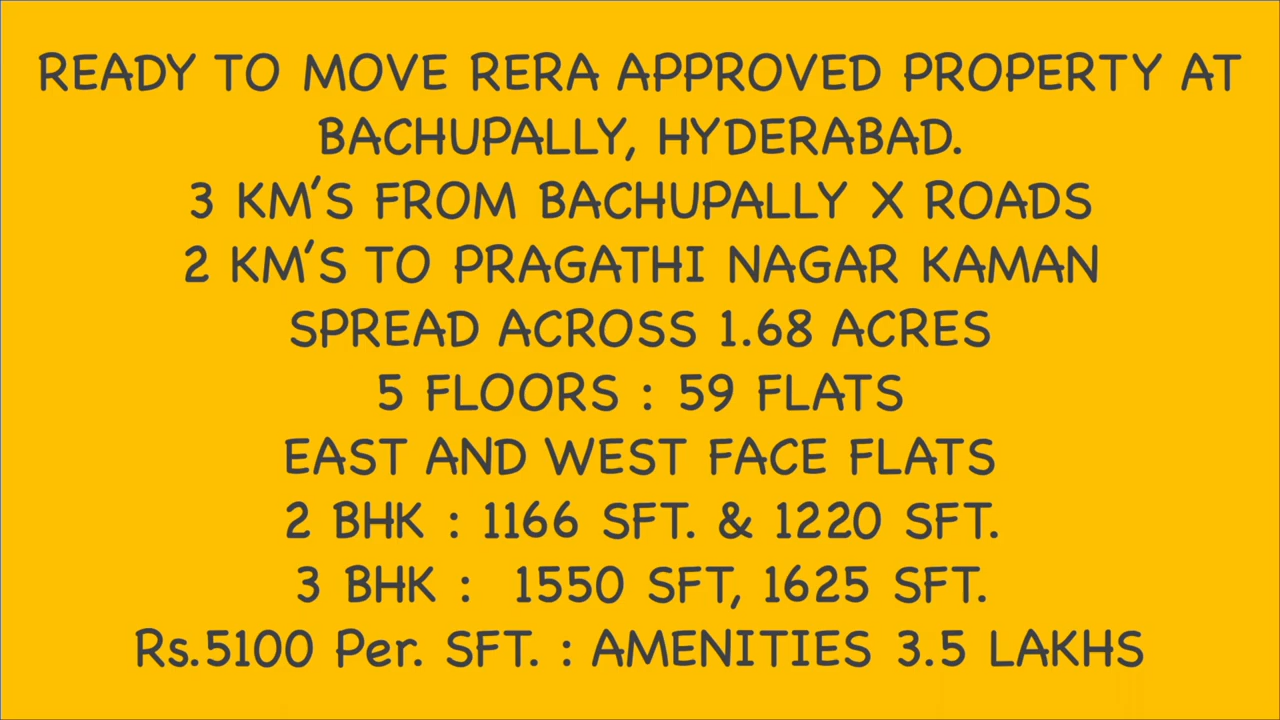 READY TO MOVE RERA APPROVED PROPERTY AT
BACHUPALLY, HYDERABAD.
3 KM'S FROM BACHUPALLY X ROADS
2 KM'S TO PRAGATHI NAGAR KAMAN
SPREAD ACROSS 1.68 ACRES
5 FLOORS : 59 FLATS
EAST AND WEST FACE FLATS
2 BHK : 1166 SFT. & 1220 SFT.
3 BHK : 1550 SFT, 1625 SFT.
Rs.5100 Per. SFT. : AMENITIES 3.5 LAKHS